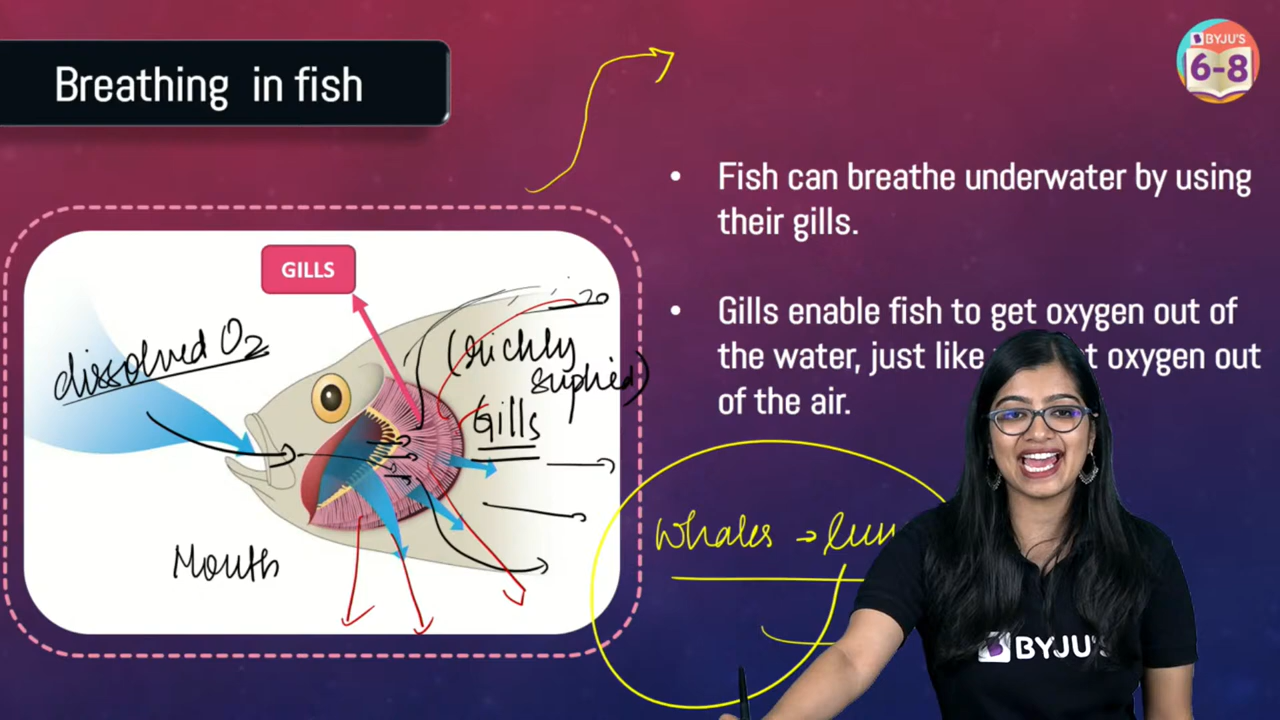 Breathing in fish
BYJU'S
6-8
Fish can breathe underwater by using
their gills.
Gills enable fish to get oxygen out of
the water, just like oxygen out
of the air.
GILLS
dissolved O2
(richly
supplied)
Gills
Mouth
Whales → lun
BYJU'S